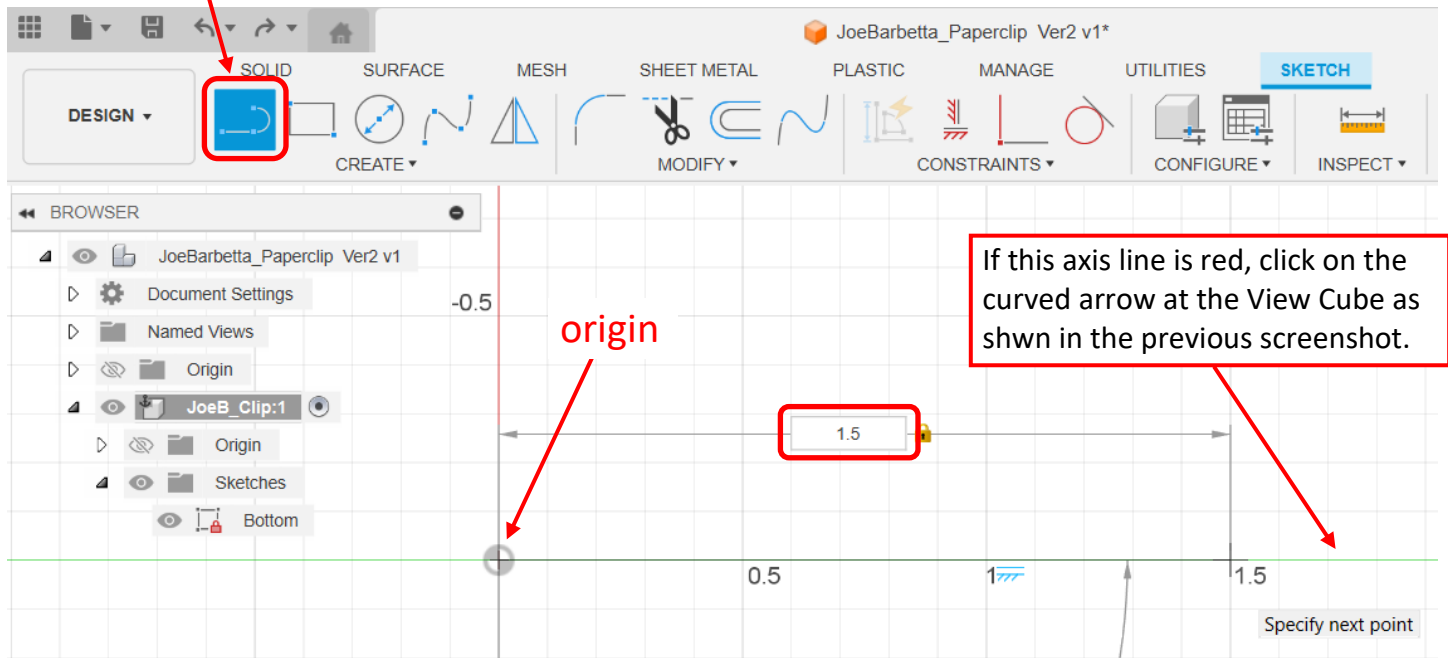 JoeBarbetta_Paperclip Ver2 v1*
SOLID SURFACE MESH SHEET METAL PLASTIC MANAGE UTILITIES SKETCH
DESIGN
CREATE MODIFY CONSTRAINTS CONFIGURE INSPECT
BROWSER
JoeBarbetta_Paperclip Ver2 v1
Document Settings
Named Views
Origin
JoeB_Clip:1
Origin
Sketches
Bottom
-0.5
origin
If this axis line is red, click on the
curved arrow at the View Cube as
shwn in the previous screenshot.
1.5
0.5
1
1.5
Specify next point